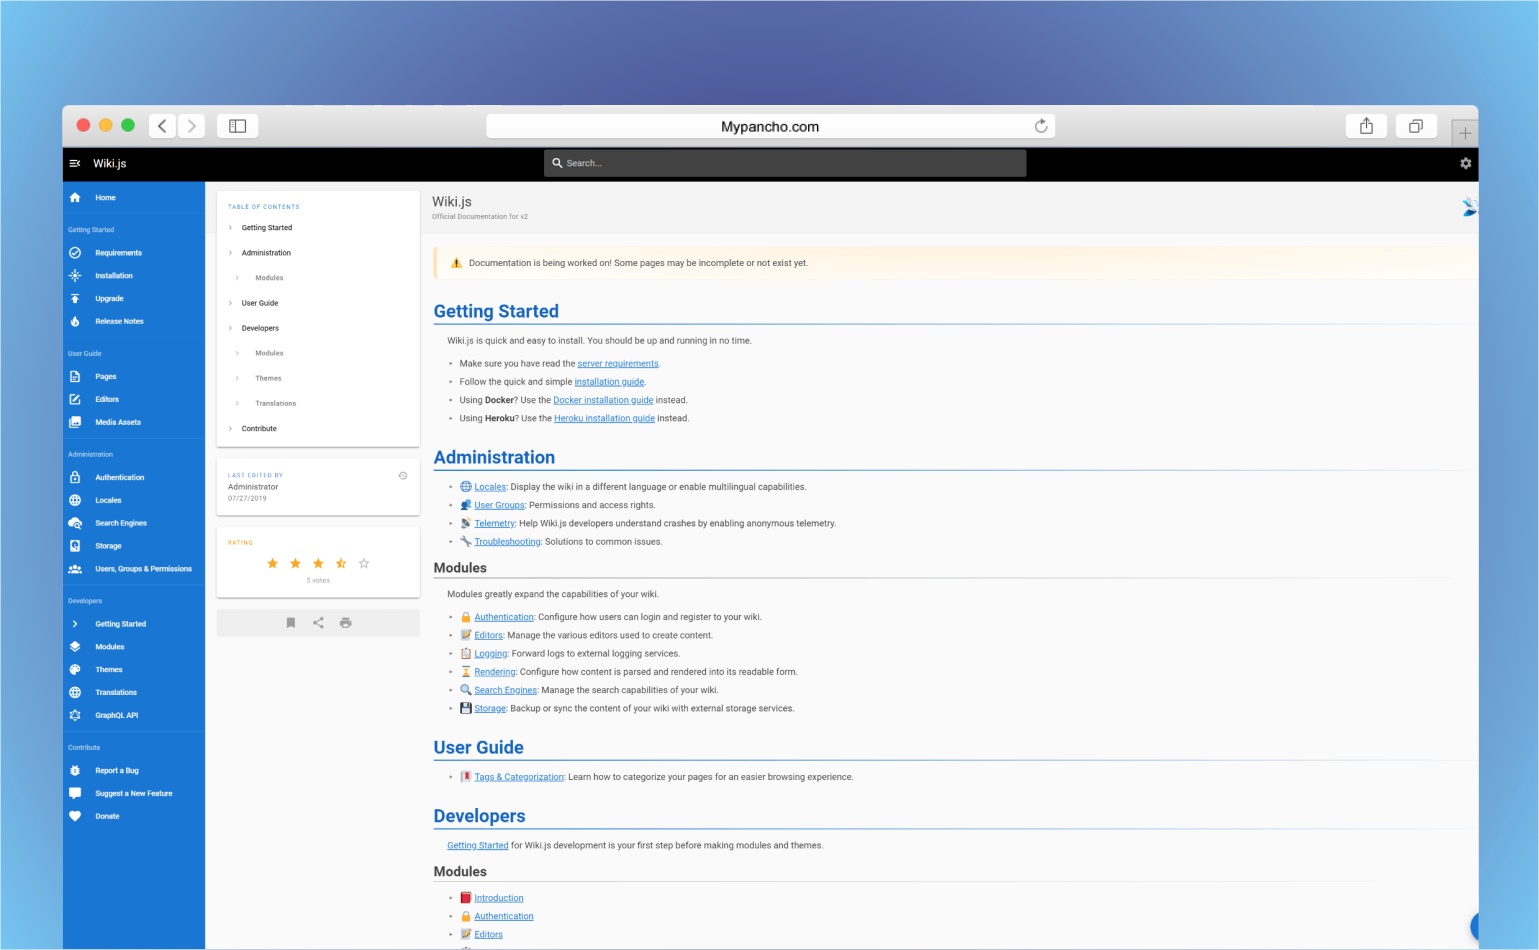 Mypancho.com
Wiki.js
Search...
Home
Getting Started
Requirements
Installation
Upgrade
Release Notes
User Guide
Pages
Editors
Media Assets
Administration
Authentication
Locales
Search Engines
Storage
Users, Groups & Permissions
Developers
Getting Started
Modules
Themes
Translations
GraphQL API
Contribute
Report a Bug
Suggest a New Feature
Donate
TABLE OF CONTENTS
Getting Started
Administration
Modules
User Guide
Developers
Modules
Themes
Translations
Contribute
LAST EDITED BY
Administrator
07/27/2019
RATING
5 votes
Wiki.js
Official Documentation for v2
Documentation is being worked on! Some pages may be incomplete or not exist yet.
Getting Started
Wiki.js is quick and easy to install. You should be up and running in no time.
Make sure you have read the server requirements.
Follow the quick and simple installation guide.
Using Docker? Use the Docker installation guide instead.
Using Heroku? Use the Heroku installation guide instead.
Administration
Locales: Display the wiki in a different language or enable multilingual capabilities.
User Groups: Permissions and access rights.
Telemetry: Help Wiki.js developers understand crashes by enabling anonymous telemetry.
Troubleshooting: Solutions to common issues.
Modules
Modules greatly expand the capabilities of your wiki.
Authentication: Configure how users can login and register to your wiki.
Editors: Manage the various editors used to create content.
Logging: Forward logs to external logging services.
Rendering: Configure how content is parsed and rendered into its readable form.
Search Engines: Manage the search capabilities of your wiki.
Storage: Backup or sync the content of your wiki with external storage services.
User Guide
Tags & Categorization: Learn how to categorize your pages for an easier browsing experience.
Developers
Getting Started for Wiki.js development is your first step before making modules and themes.
Modules
Introduction
Authentication
Editors